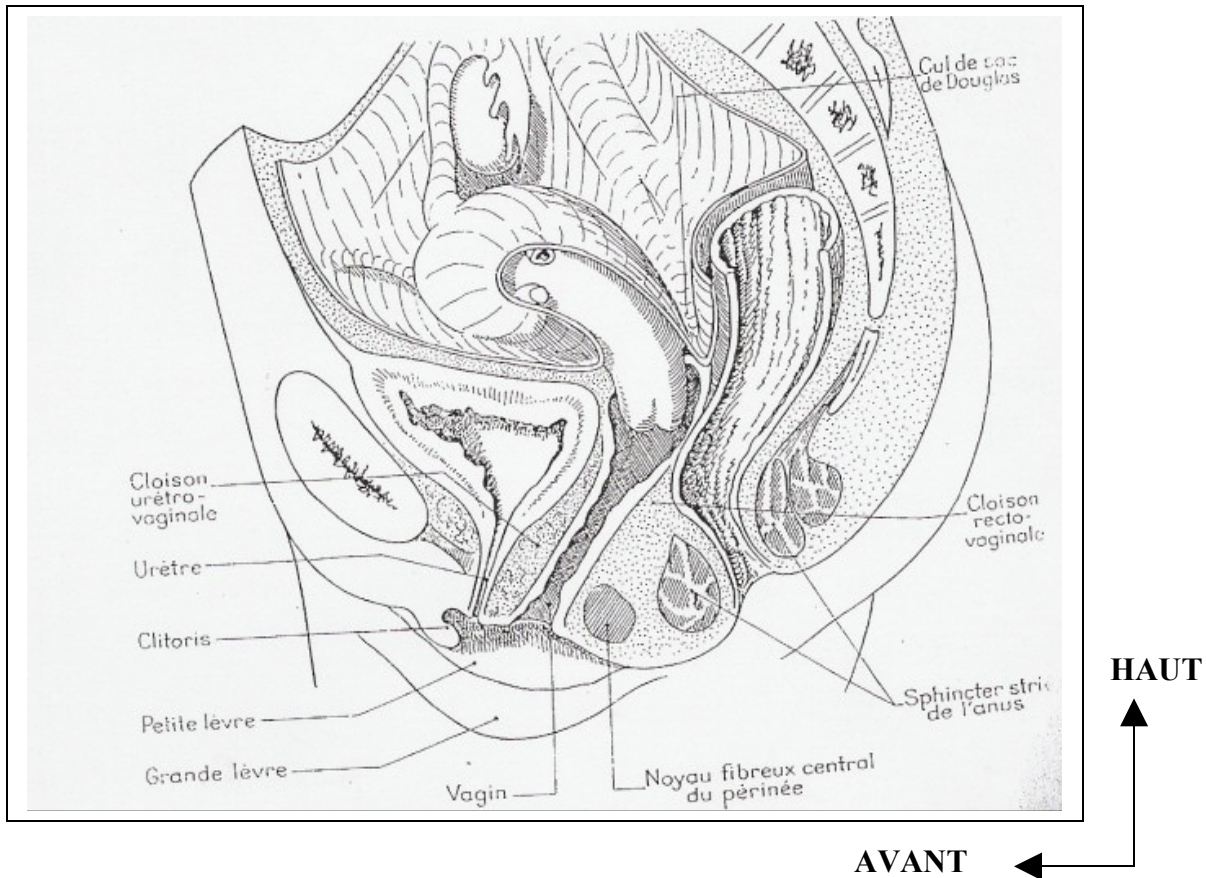 Cul de sac
de Douglas
Cloison
urétro-
vaginale
Urètre
Clitoris
Petite lèvre
Grande lèvre
Vagin
Noyau fibreux central
du périnée
Sphincter stri
de l'anus
Cloison
recto-
vaginale
HAUT
AVANT